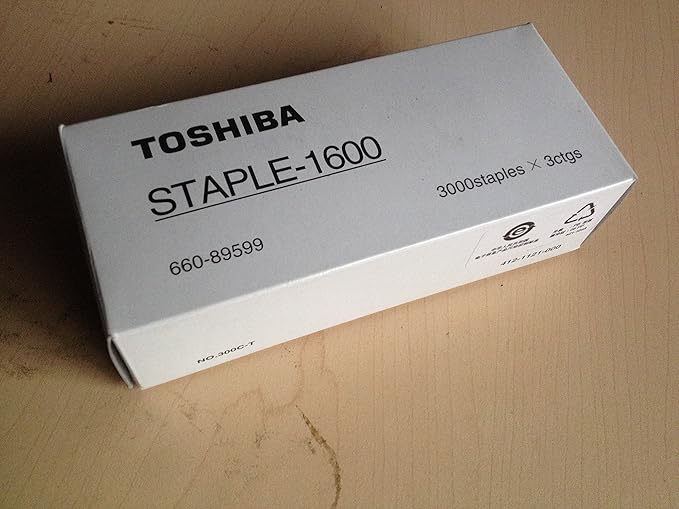 TOSHIBA
STAPLE-1600
3000staples × 3ctgs
660-89599
NO.300C-T
412-1121-000